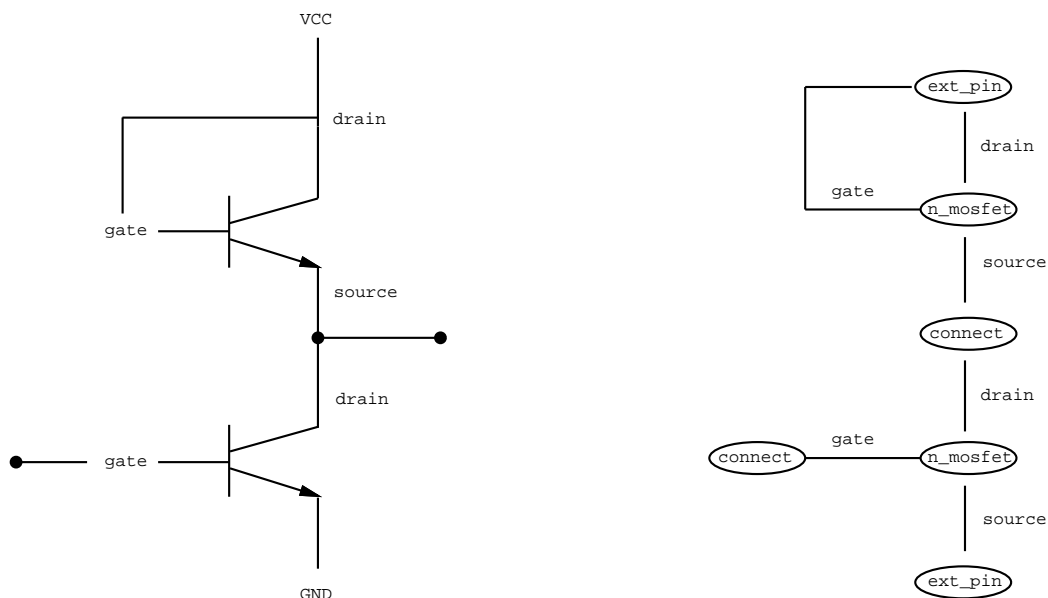 VCC
drain
gate
source
drain
gate
GND
ext_pin
drain
gate
n_mosfet
source
connect
drain
gate
connect
n_mosfet
source
ext_pin